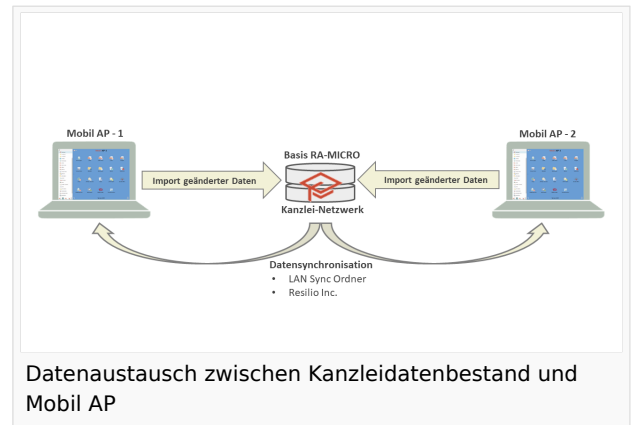 Mobil AP - 1
Mobil AP - 2
Basis RA-MICRO
Import geänderter Daten
Import geänderter Daten
Kanzlei-Netzwerk
Datensynchronisation
• LAN Sync Ordner
• Resilio Inc.
Datenaustausch zwischen Kanzleidatenbestand und
Mobil AP